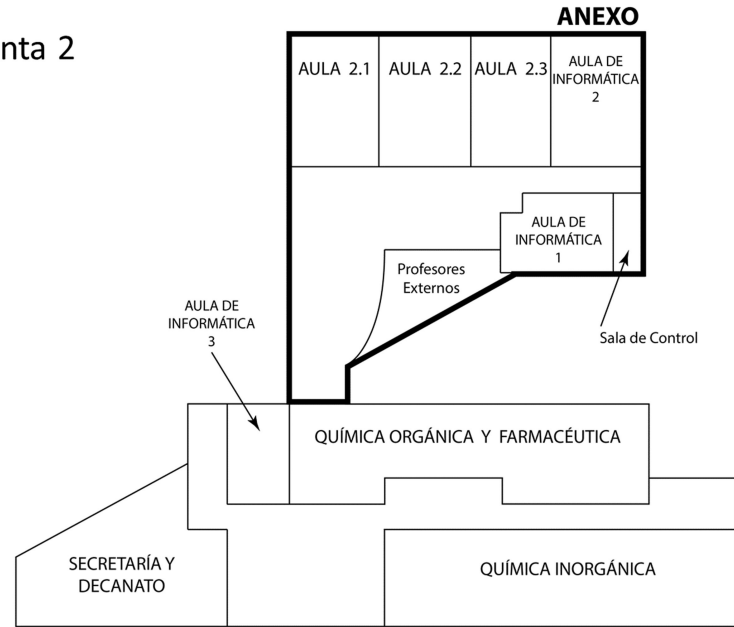 ANEXO
nta 2
AULA 2.1
AULA 2.2
AULA 2.3
AULA DE
INFORMÁTICA
2
AULA DE
INFORMÁTICA
1
Profesores
Externos
AULA DE
INFORMÁTICA
3
Sala de Control
QUÍMICA ORGÁNICA Y FARMACÉUTICA
SECRETARÍA Y
DECANATO
QUÍMICA INORGÁNICA